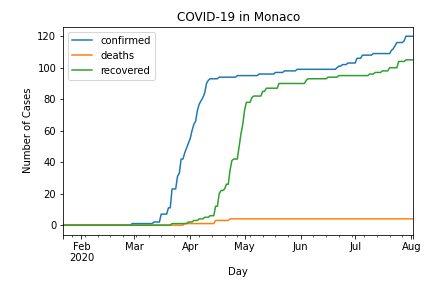 COVID-19 in Monaco
confirmed
deaths
recovered
Number of Cases
120
100
80
60
40
20
0
Feb Mar Apr May Jun Jul Aug
2020
Day